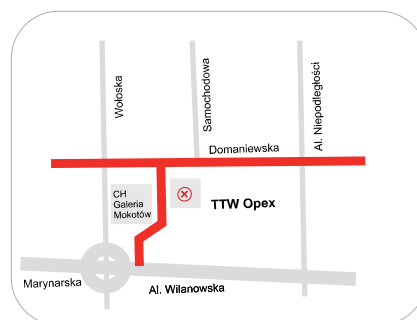 Wołoska
Samochodowa
Al. Niepodległości
Domaniewska
CH
Galeria
Mokotów
TTW Opex
Marynarska
Al. Wilanowska